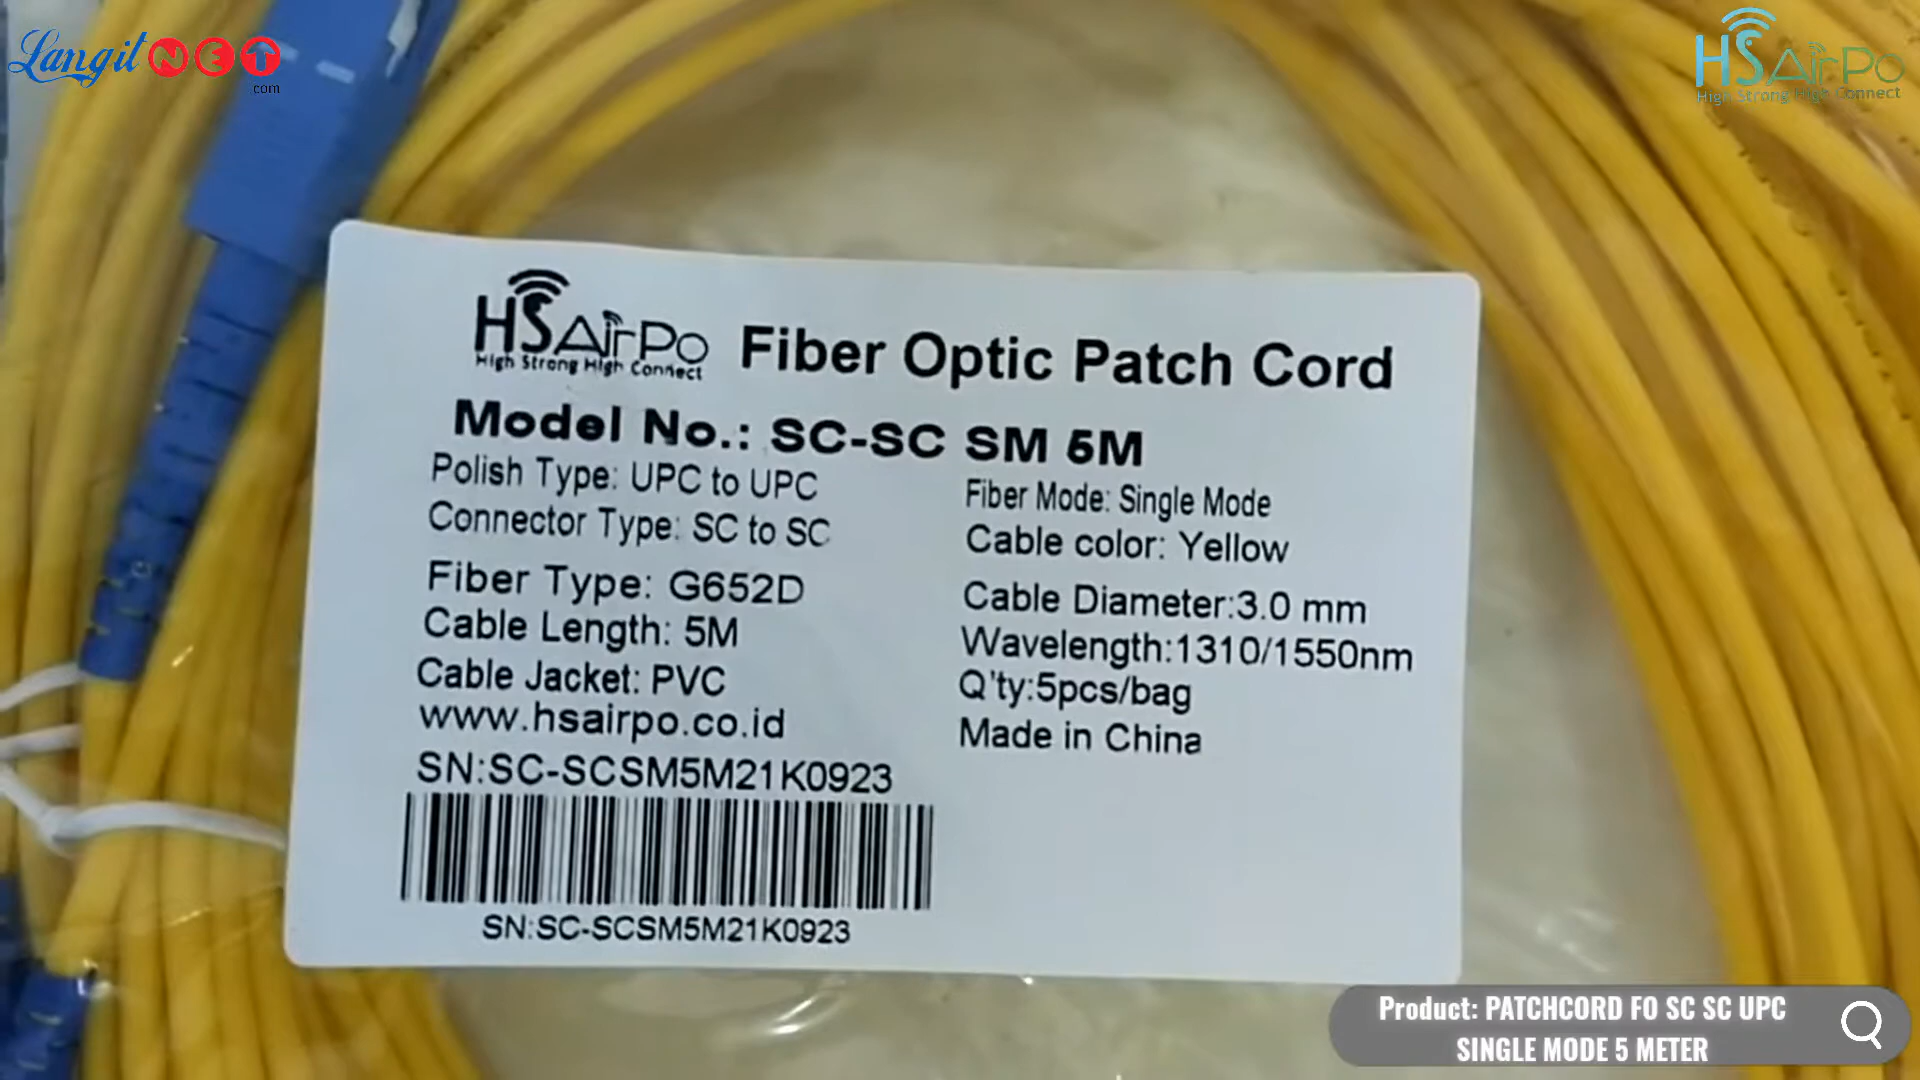 LangitNET
.com
HSAirPo
High Strong High Connect
HSAirPo
High Strong High Connect
Fiber Optic Patch Cord
Model No.: SC-SC SM 5M
Polish Type: UPC to UPC
Fiber Mode: Single Mode
Connector Type: SC to SC
Cable color: Yellow
Fiber Type: G652D
Cable Diameter:3.0 mm
Cable Length: 5M
Wavelength:1310/1550nm
Cable Jacket: PVC
Q'ty:5pcs/bag
www.hsairpo.co.id
Made in China
SN:SC-SCSM5M21K0923
SN:SC-SCSM5M21K0923
Product: PATCHCORD FO SC SC UPC
SINGLE MODE 5 METER